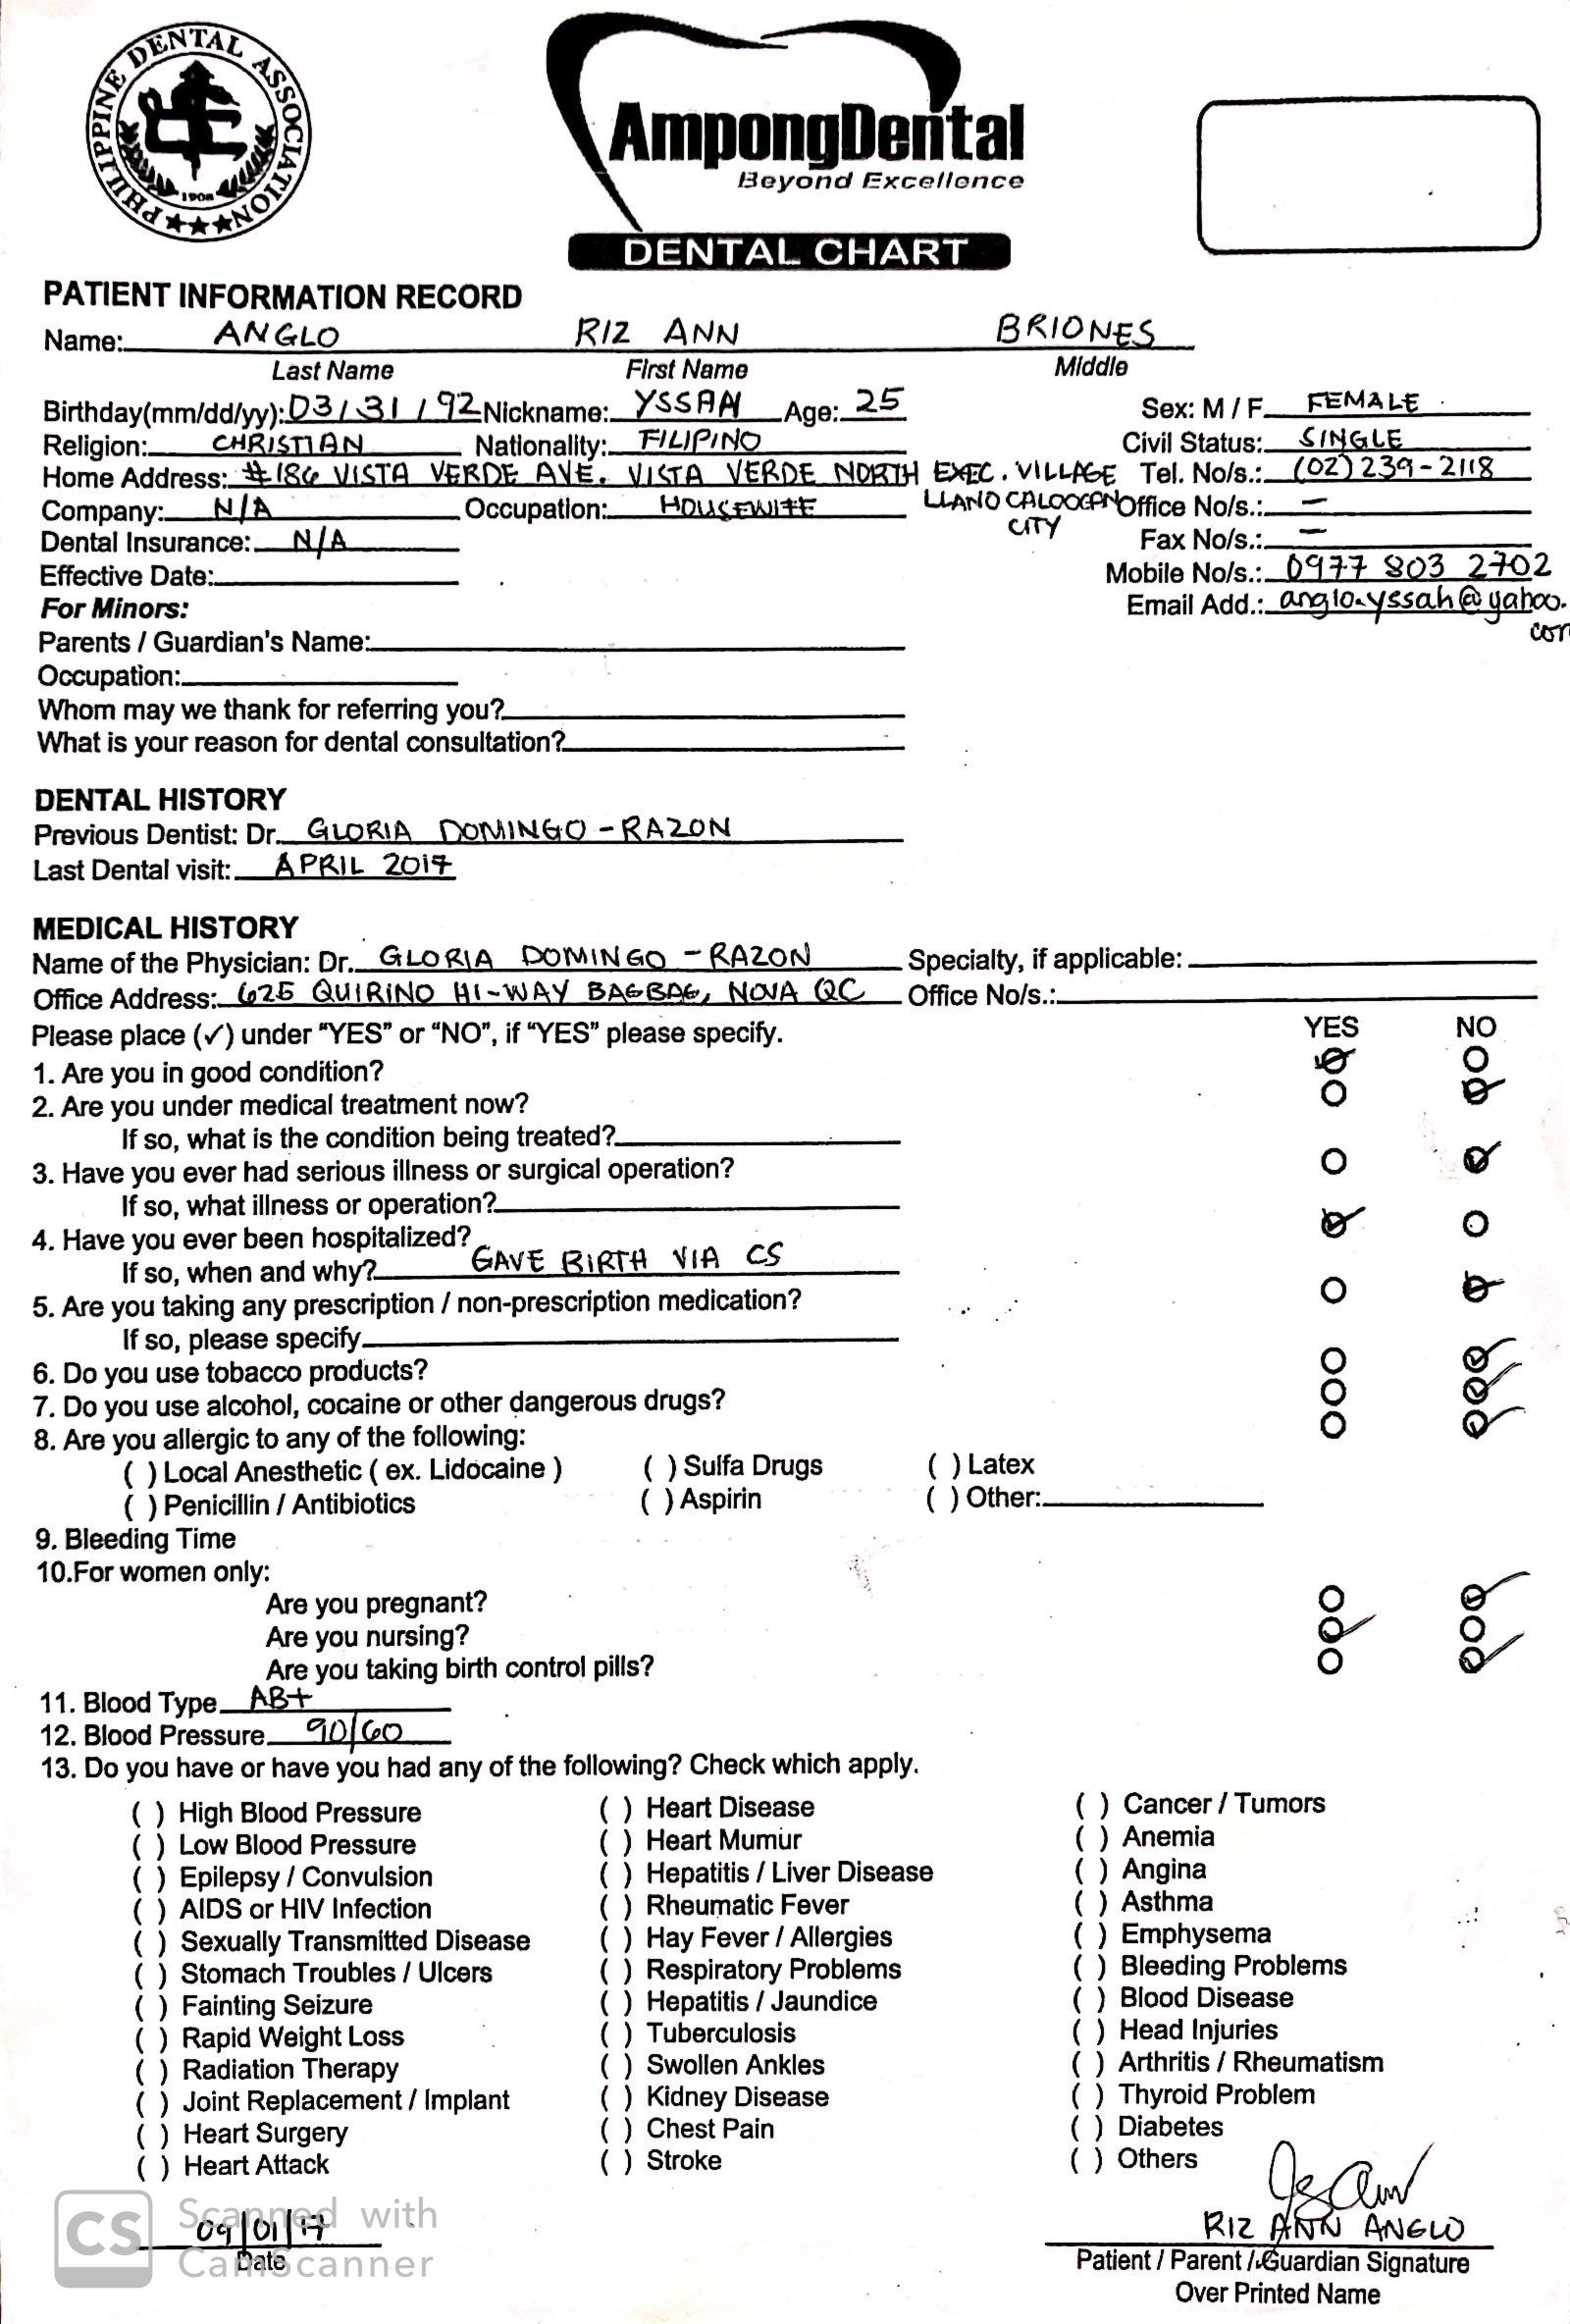 PHILIPPINE DENTAL ASSOCIATION
1908
AmpongDental
Beyond Excellence
DENTAL CHART
PATIENT INFORMATION RECORD
Name: ANGLO RIZ ANN BRIONES
Last Name First Name Middle
Birthday(mm/dd/yy): 03/31/92 Nickname: YSSAH Age: 25 Sex: M / F FEMALE
Religion: CHRISTIAN Nationality: FILIPINO Civil Status: SINGLE
Home Address: #186 VISTA VERDE AVE. VISTA VERDE NORTH EXEC. VILLAGE Tel. No/s.: (02) 239-2118
Company: N/A Occupation: HOUSEWIFE LLANO CALOOCAN Office No/s.: —
CITY
Dental Insurance: N/A Fax No/s.: —
Effective Date: Mobile No/s.: 0977 803 2702
For Minors: Email Add.: anglo.yssah@yahoo.
com
Parents / Guardian's Name:
Occupation:
Whom may we thank for referring you?
What is your reason for dental consultation?
DENTAL HISTORY
Previous Dentist: Dr. GLORIA DOMINGO - RAZON
Last Dental visit: APRIL 2017
MEDICAL HISTORY
Name of the Physician: Dr. GLORIA DOMINGO - RAZON Specialty, if applicable:
Office Address: 625 QUIRINO HI-WAY BAGBAG, NOVA QC Office No/s.:
Please place (✓) under "YES" or "NO", if "YES" please specify. YES NO
1. Are you in good condition?
2. Are you under medical treatment now?
If so, what is the condition being treated?
3. Have you ever had serious illness or surgical operation?
If so, what illness or operation?
4. Have you ever been hospitalized?
If so, when and why? GAVE BIRTH VIA CS
5. Are you taking any prescription / non-prescription medication?
If so, please specify
6. Do you use tobacco products?
7. Do you use alcohol, cocaine or other dangerous drugs?
8. Are you allergic to any of the following:
( ) Local Anesthetic ( ex. Lidocaine ) ( ) Sulfa Drugs ( ) Latex
( ) Penicillin / Antibiotics ( ) Aspirin ( ) Other:
9. Bleeding Time
10.For women only:
Are you pregnant?
Are you nursing?
Are you taking birth control pills?
11. Blood Type AB+
12. Blood Pressure 90/60
13. Do you have or have you had any of the following? Check which apply.
( ) High Blood Pressure ( ) Heart Disease ( ) Cancer / Tumors
( ) Low Blood Pressure ( ) Heart Mumur ( ) Anemia
( ) Epilepsy / Convulsion ( ) Hepatitis / Liver Disease ( ) Angina
( ) AIDS or HIV Infection ( ) Rheumatic Fever ( ) Asthma
( ) Sexually Transmitted Disease ( ) Hay Fever / Allergies ( ) Emphysema
( ) Stomach Troubles / Ulcers ( ) Respiratory Problems ( ) Bleeding Problems
( ) Fainting Seizure ( ) Hepatitis / Jaundice ( ) Blood Disease
( ) Rapid Weight Loss ( ) Tuberculosis ( ) Head Injuries
( ) Radiation Therapy ( ) Swollen Ankles ( ) Arthritis / Rheumatism
( ) Joint Replacement / Implant ( ) Kidney Disease ( ) Thyroid Problem
( ) Heart Surgery ( ) Chest Pain ( ) Diabetes
( ) Heart Attack ( ) Stroke ( ) Others
09/01/17 RIZ ANN ANGLO
Date Patient / Parent / Guardian Signature
Over Printed Name
CS Scanned with
CamScanner